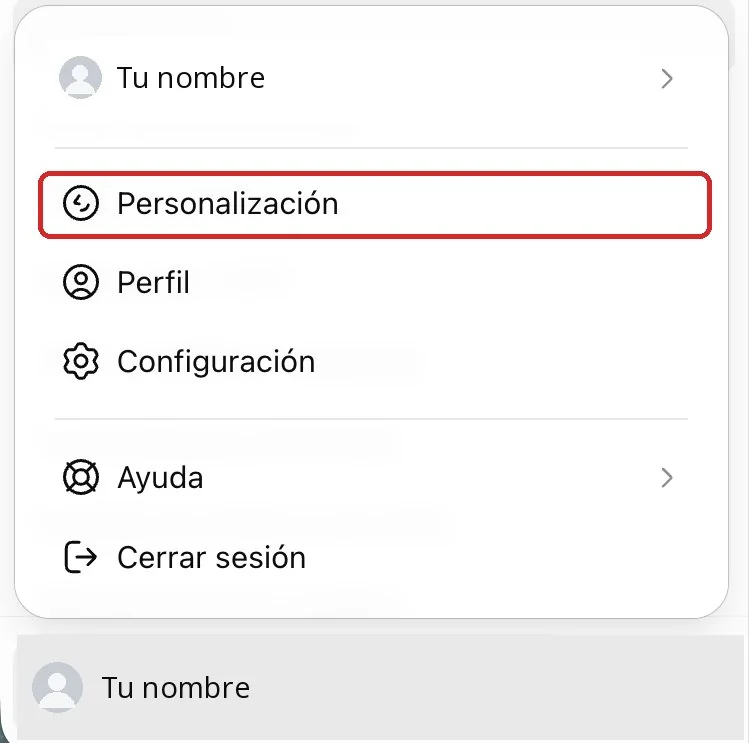 Tu nombre
Personalización
Perfil
Configuración
Ayuda
Cerrar sesión
Tu nombre